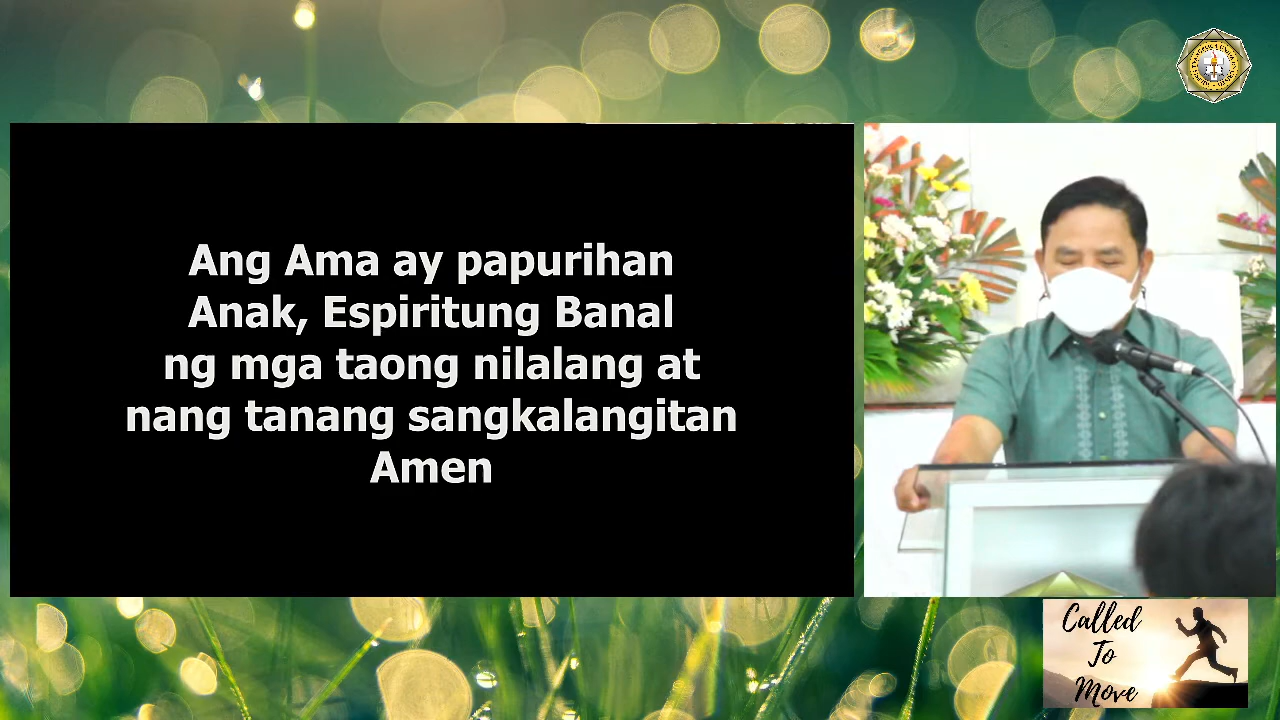 Ang Ama ay papurihan
Anak, Espiritung Banal
ng mga taong nilalang at
nang tanang sangkalangitan
Amen
Called
To
Move